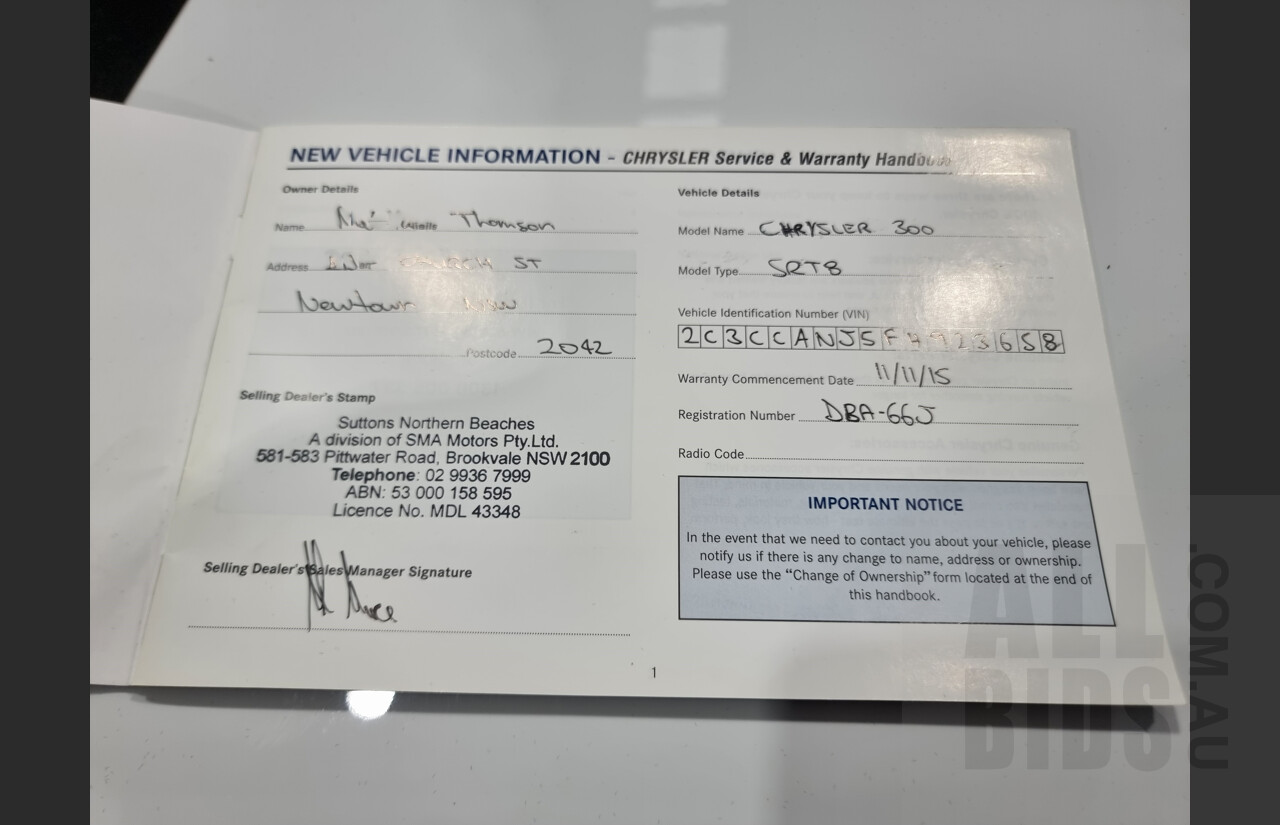 NEW VEHICLE INFORMATION - CHRYSLER Service & Warranty Handbook
Owner Details
Name Thomson
Address ST
Newtown NSW
Postcode 2042
Selling Dealer's Stamp
Suttons Northern Beaches
A division of SMA Motors Pty.Ltd.
581-583 Pittwater Road, Brookvale NSW 2100
Telephone: 02 9936 7999
ABN: 53 000 158 595
Licence No. MDL 43348
Selling Dealer's Sales Manager Signature
Vehicle Details
Model Name CHRYSLER 300
Model Type SRT8
Vehicle Identification Number (VIN)
Warranty Commencement Date 11/11/15
Registration Number DBA-66J
Radio Code
IMPORTANT NOTICE
In the event that we need to contact you about your vehicle, please
notify us if there is any change to name, address or ownership.
Please use the “Change of Ownership” form located at the end of
this handbook.
1
ALL
BIDS
.COM.AU